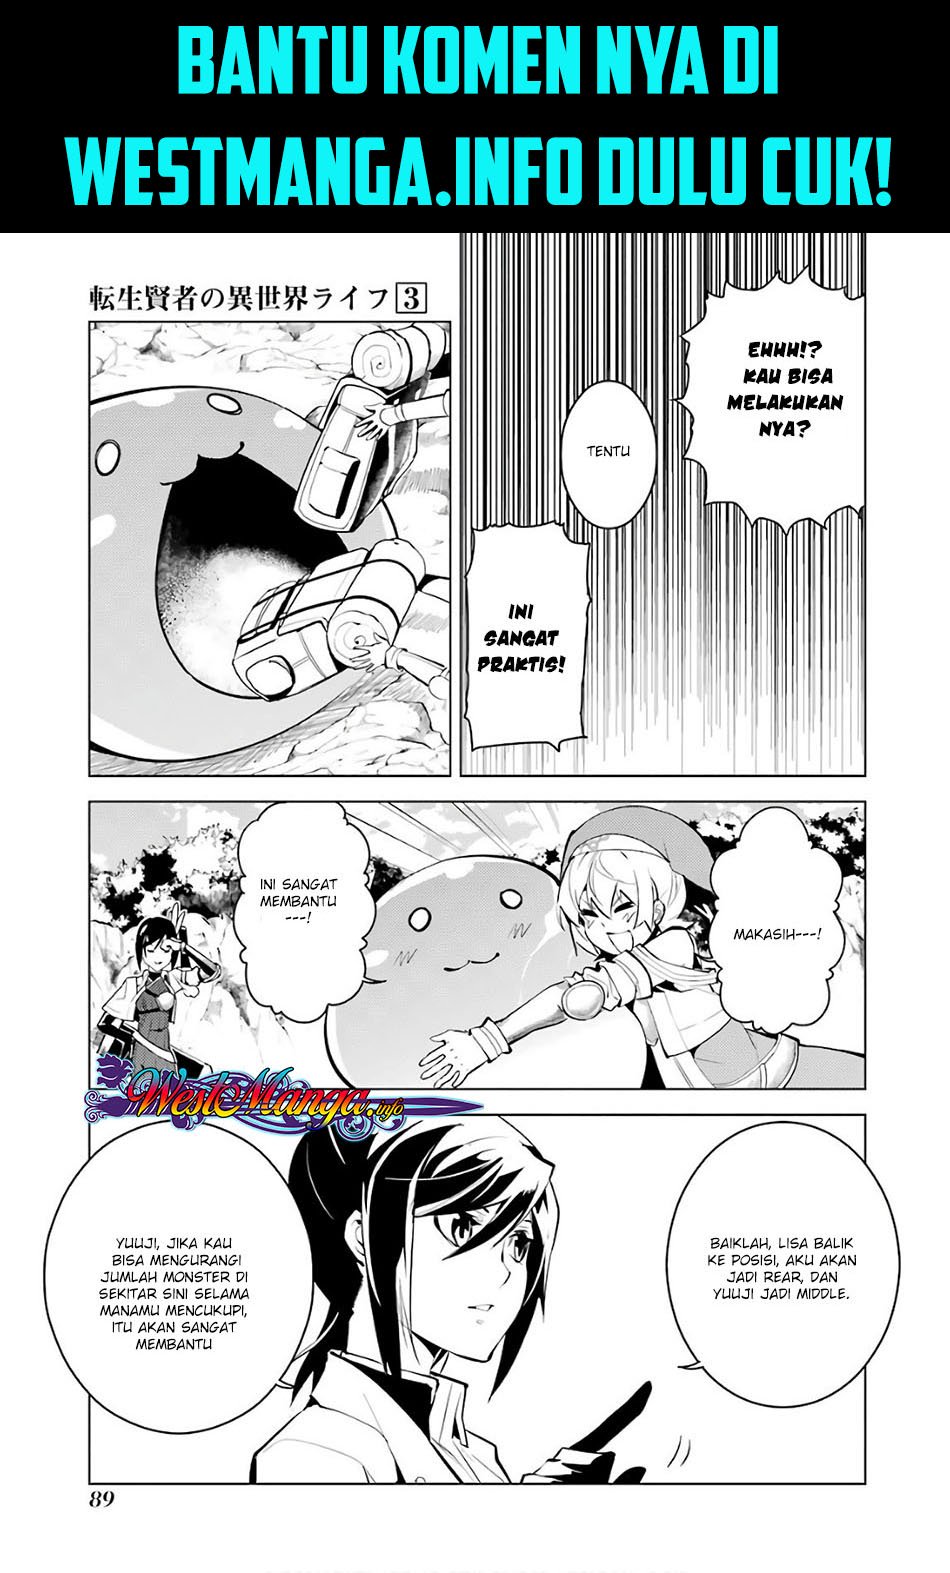 BANTU KOMEN NYA DI
WESTMANGA.INFO DULU CUK!
転生賢者の異世界ライフ 3
EHHH!?
KAU BISA
MELAKUKAN
NYA?
TENTU
INI
SANGAT
PRAKTIS!
MAKASIH---!
INI SANGAT
MEMBANTU
---!
WestManga.info
BAIKLAH, LISA BALIK
KE POSISI, AKU AKAN
JADI REAR, DAN
YUUJI JADI MIDDLE.
YUUJI, JIKA KAU
BISA MENGURANGI
JUMLAH MONSTER DI
SEKITAR SINI SELAMA
MANAMU MENCUKUPI,
ITU AKAN SANGAT
MEMBANTU
89